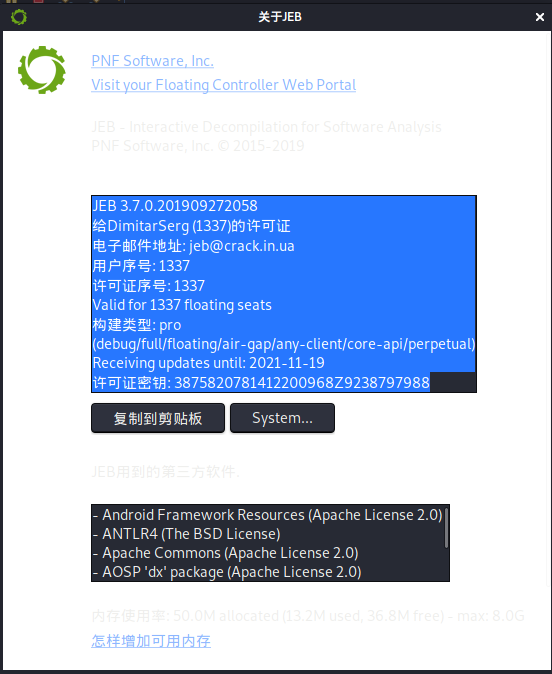 关于JEB
PNF Software, Inc.
Visit your Floating Controller Web Portal
JEB - Interactive Decompilation for Software Analysis
PNF Software, Inc. © 2015-2019
JEB 3.7.0.201909272058
给DimitarSerg (1337)的许可证
电子邮件地址: jeb@crack.in.ua
用户序号: 1337
许可证序号: 1337
Valid for 1337 floating seats
构建类型: pro
(debug/full/floating/air-gap/any-client/core-api/perpetual)
Receiving updates until: 2021-11-19
许可证密钥: 3875820781412200968Z9238797988
复制到剪贴板
System...
JEB用到的第三方软件.
- Android Framework Resources (Apache License 2.0)
- ANTLR4 (The BSD License)
- Apache Commons (Apache License 2.0)
- AOSP 'dx' package (Apache License 2.0)
内存使用率: 50.0M allocated (13.2M used, 36.8M free) - max: 8.0G
怎样增加可用内存